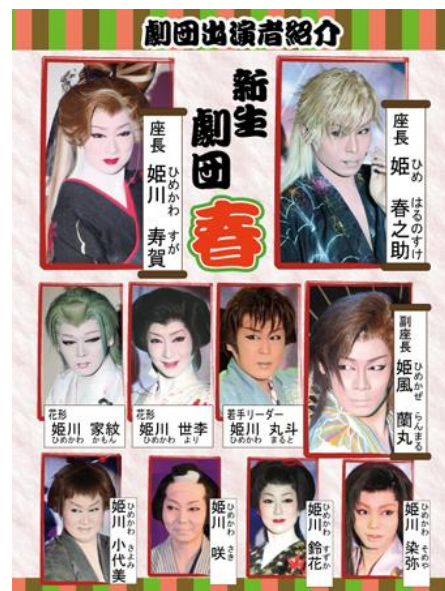 劇団出演者紹介
新生
劇団
春
座長 姫川 寿賀
ひめかわ すが
座長 姫 春之助
ひめ はるのすけ
花形
姫川 家紋
ひめかわ かもん
花形
姫川 世李
ひめかわ より
若手リーダー
姫川 丸斗
ひめかわ まると
副座長 姫風 蘭丸
ひめかぜ らんまる
姫川 小代美
ひめかわ さよみ
姫川 咲
ひめかわ さき
姫川 鈴花
ひめかわ すずか
姫川 染弥
ひめかわ そめや